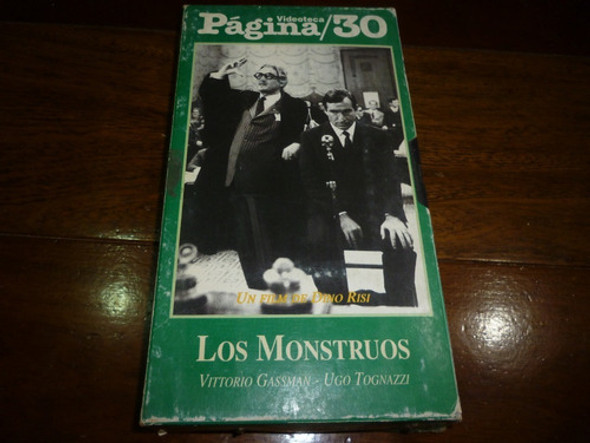 Videoteca
Página/30
Un film de Dino Risi
Los Monstruos
Vittorio Gassman - Ugo Tognazzi